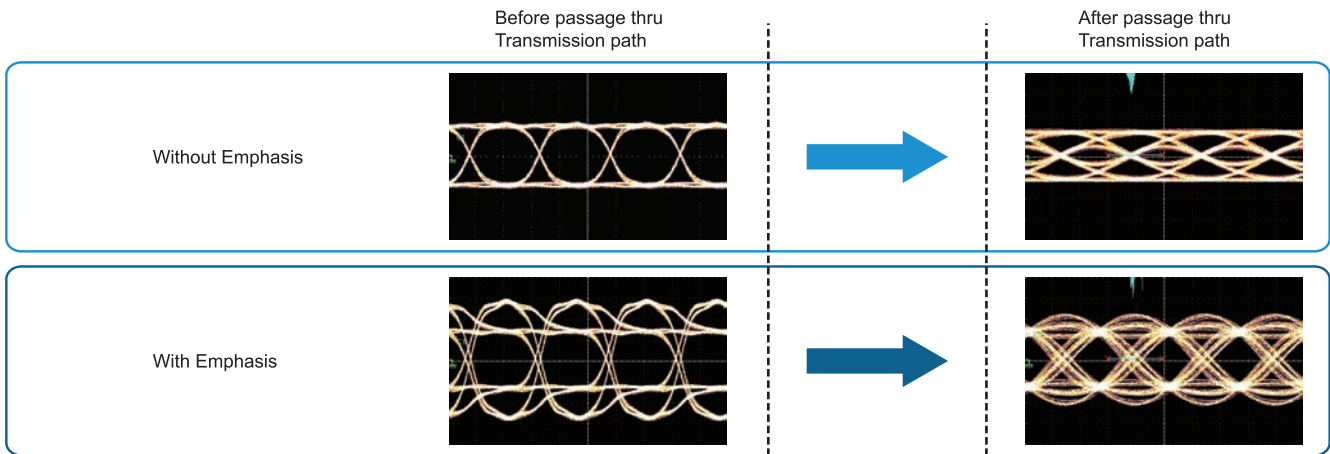 Before passage thru
Transmission path
After passage thru
Transmission path
Without Emphasis
With Emphasis